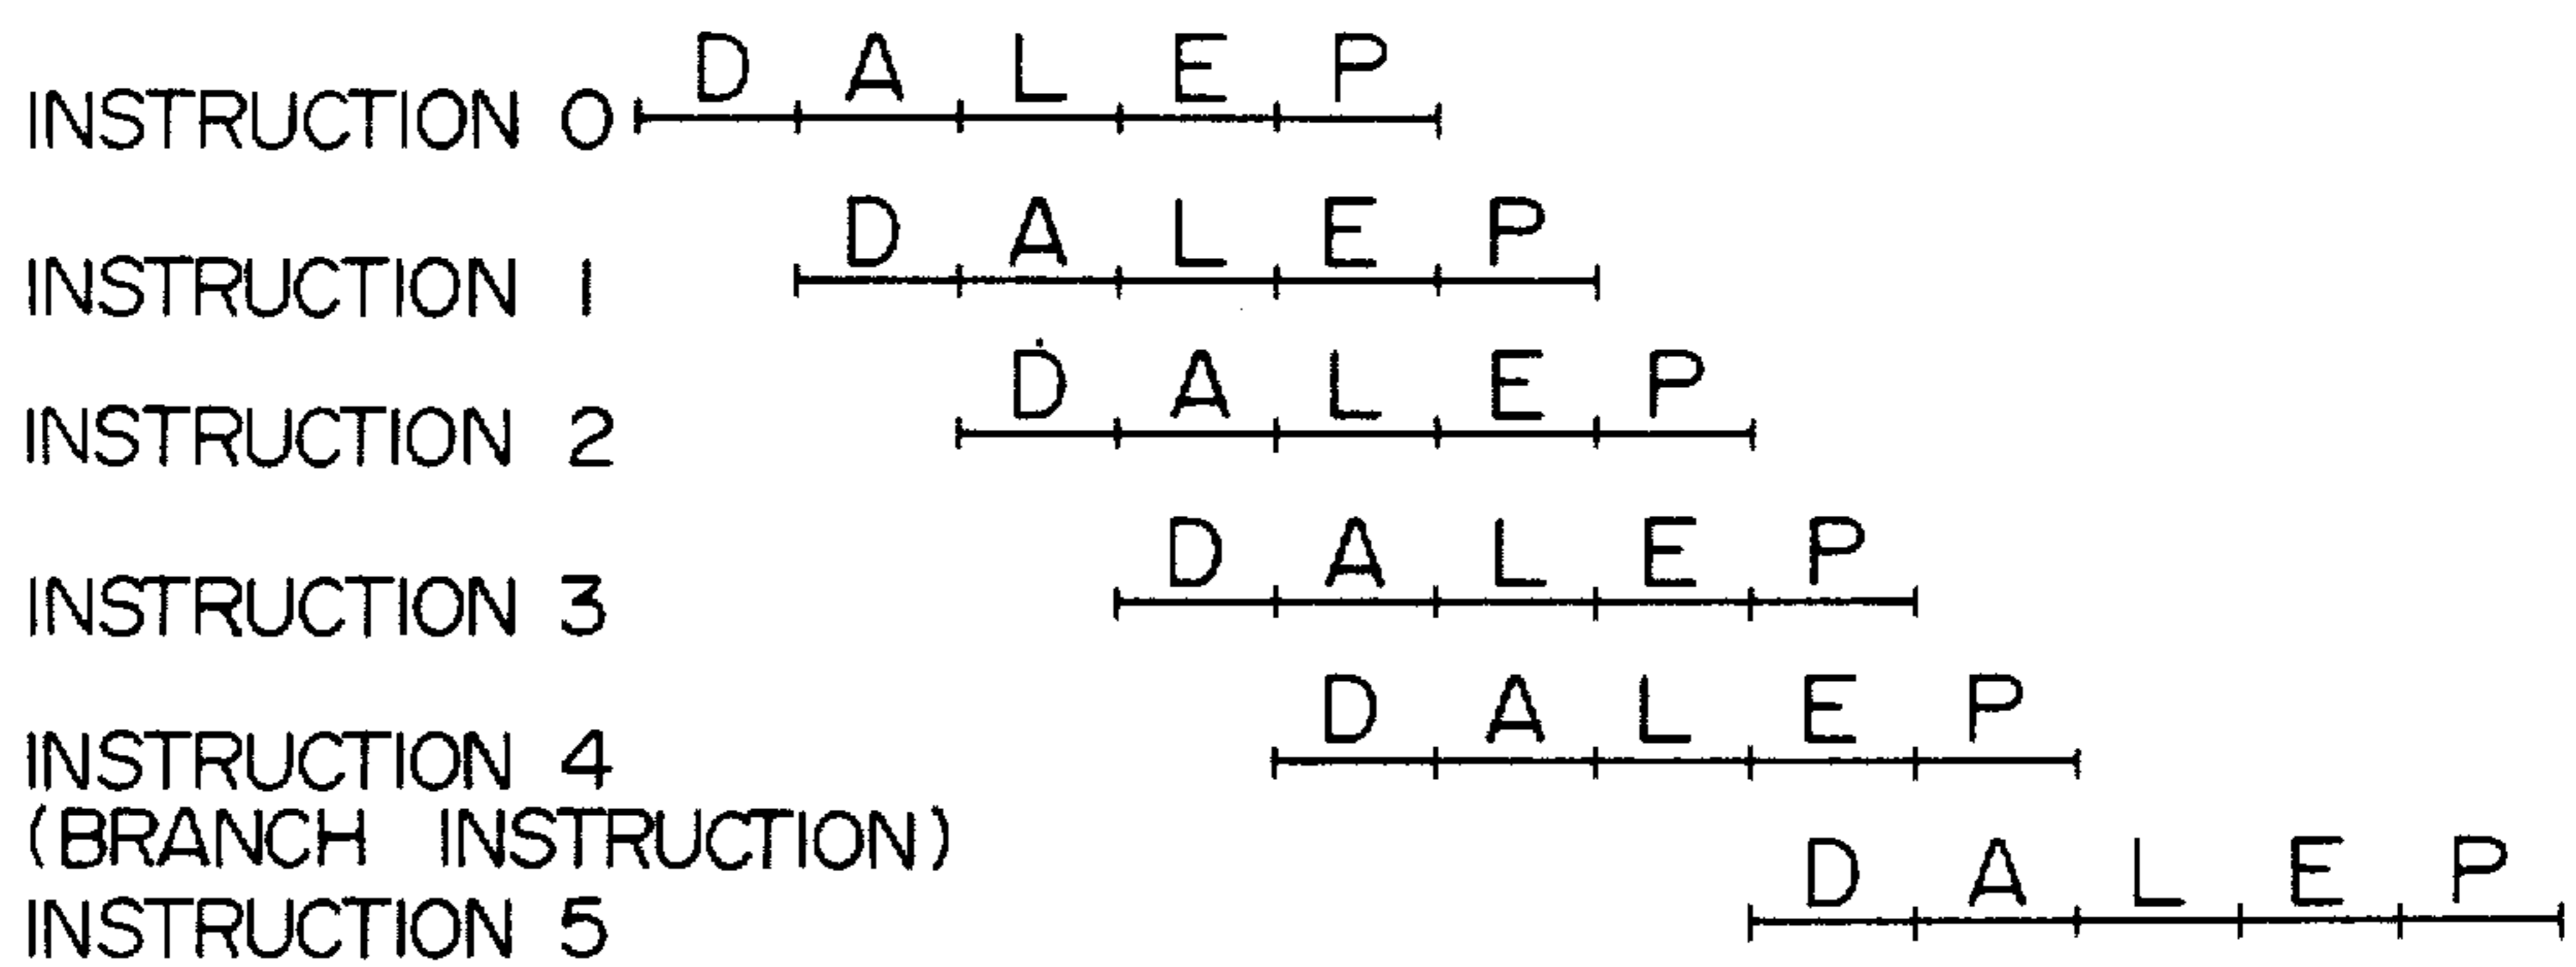 D A L E P
INSTRUCTION 0
D A L E P
INSTRUCTION 1
D A L E P
INSTRUCTION 2
D A L E P
INSTRUCTION 3
D A L E P
INSTRUCTION 4
(BRANCH INSTRUCTION)
D A L E P
INSTRUCTION 5